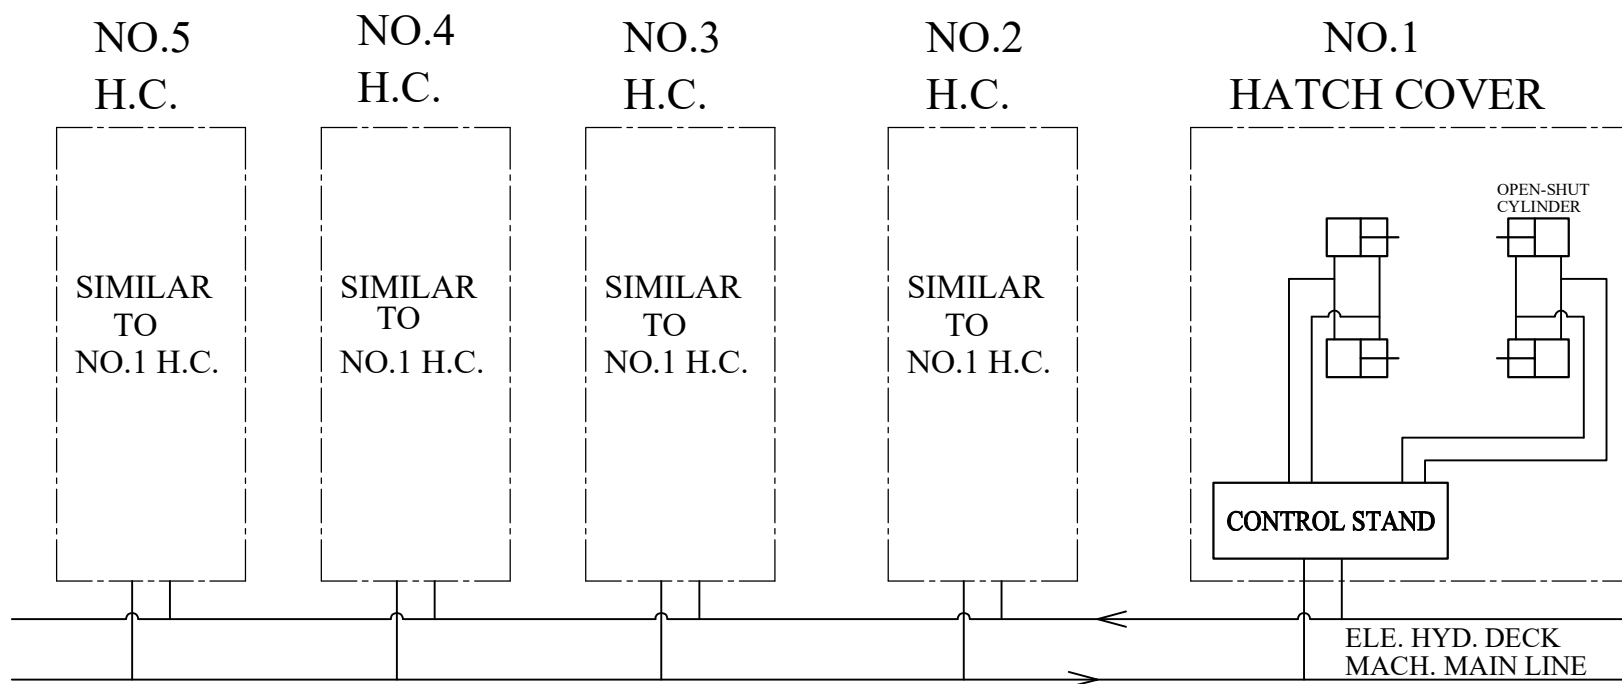 NO.5
H.C.
NO.4
H.C.
NO.3
H.C.
NO.2
H.C.
NO.1
HATCH COVER
SIMILAR
TO
NO.1 H.C.
SIMILAR
TO
NO.1 H.C.
SIMILAR
TO
NO.1 H.C.
SIMILAR
TO
NO.1 H.C.
OPEN-SHUT
CYLINDER
CONTROL STAND
ELE. HYD. DECK
MACH. MAIN LINE